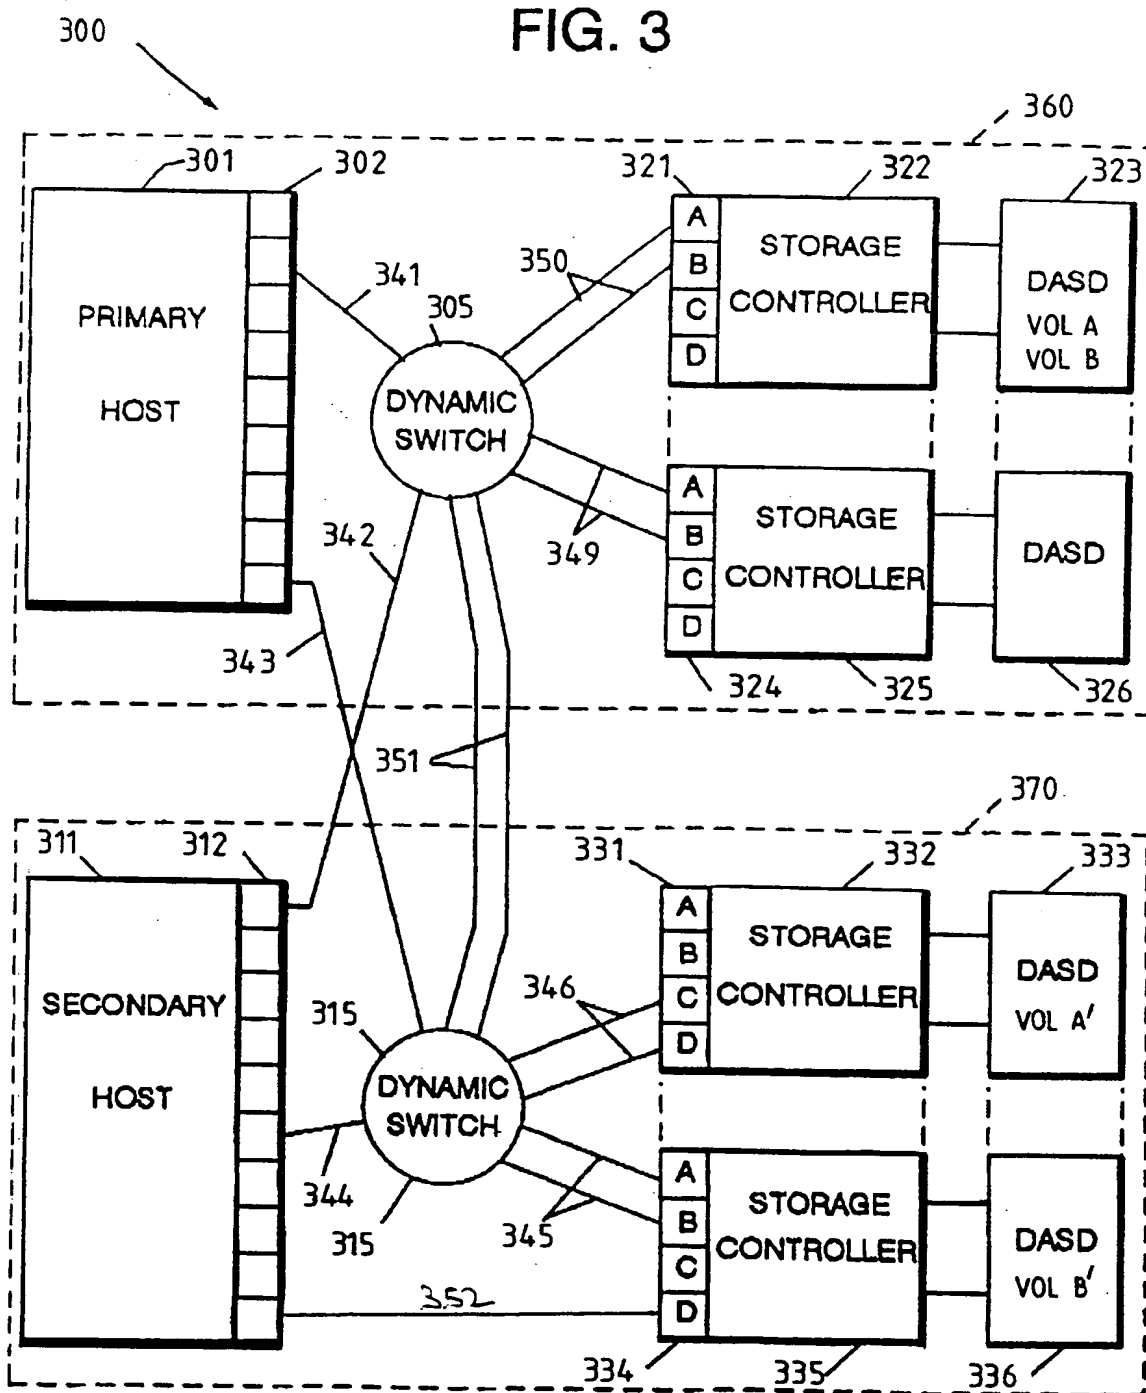 FIG. 3
300
360
301
302
321
322
323
PRIMARY
HOST
341
305
350
A
B
C
D
STORAGE
CONTROLLER
DASD
VOL A
VOL B
DYNAMIC
SWITCH
342
349
A
B
C
D
STORAGE
CONTROLLER
DASD
343
324
325
326
351
370
311
312
331
332
333
SECONDARY
HOST
315
346
A
B
C
D
STORAGE
CONTROLLER
DASD
VOL A'
DYNAMIC
SWITCH
344
315
345
A
B
C
D
STORAGE
CONTROLLER
DASD
VOL B'
352
334
335
336